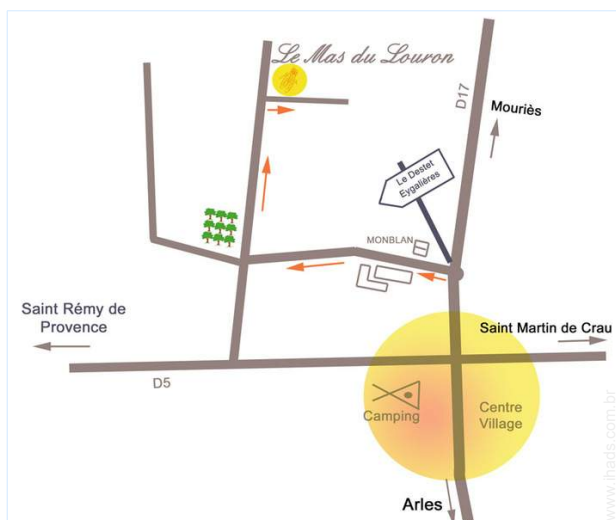 Le Mas du Louron
D17
Mouriès
Le Destet
Eygalières
MONBLAN
Saint Rémy de
Provence
Saint Martin de Crau
D5
Camping
Centre
Village
Arles
www.ihads.com.br